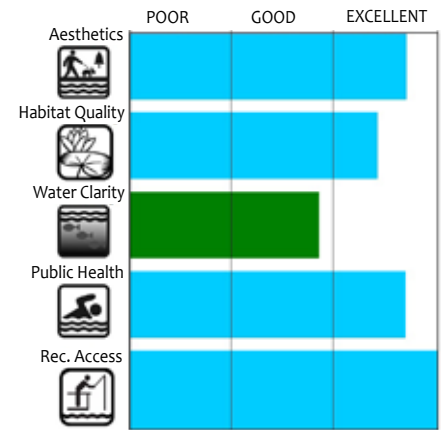 POOR GOOD EXCELLENT
Aesthetics
Habitat Quality
Water Clarity
Public Health
Rec. Access